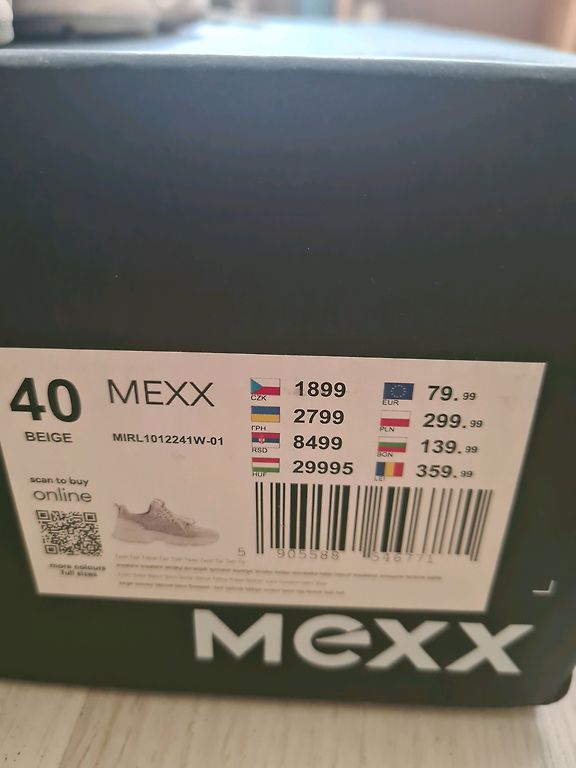 40
BEIGE
MEXX
MIRL1012241W-01
CZK 1899
ГРН 2799
RSD 8499
HUF 29995
EUR 79.99
PLN 299.99
BGN 139.99
LEI 359.99
scan to buy
online
more colours
full sizes
5 905588 546771
Mexx